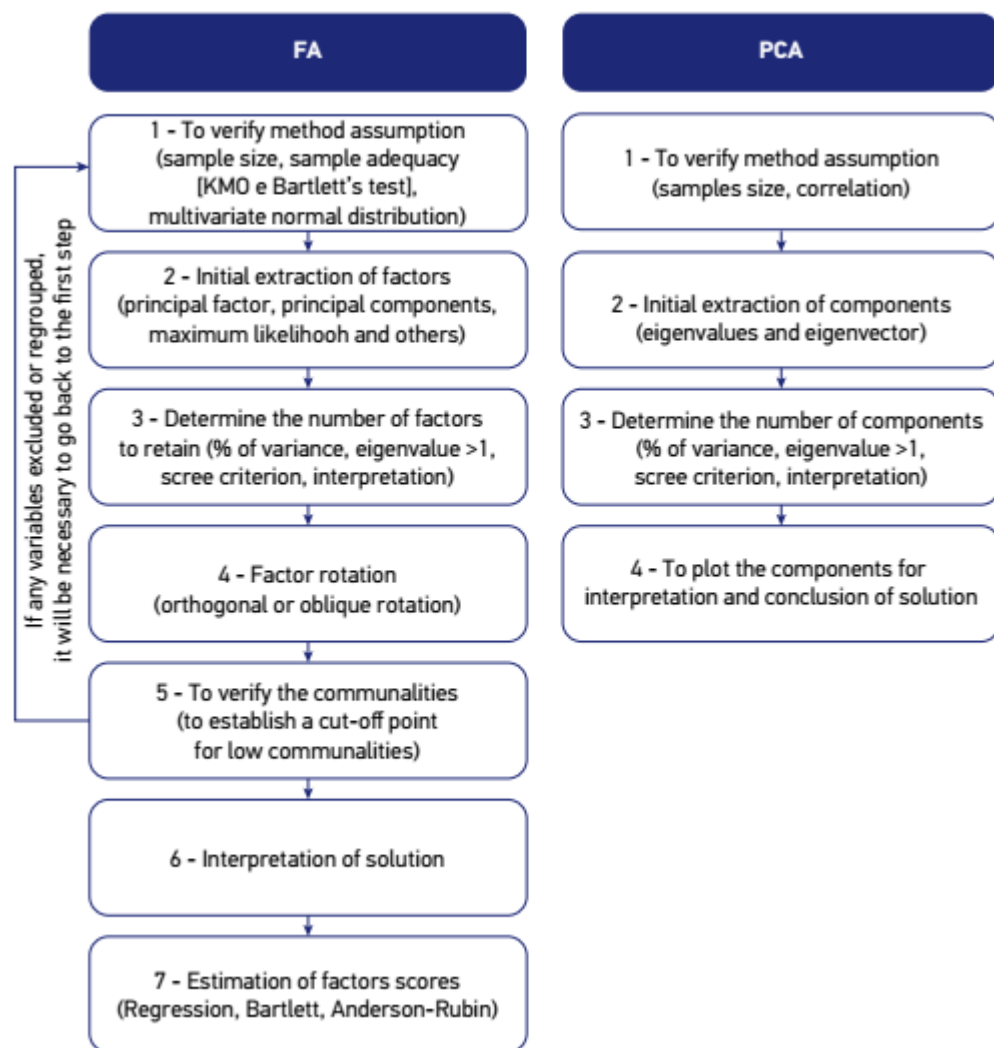 FA
1 - To verify method assumption
(sample size, sample adequacy
[KMO e Bartlett's test],
multivariate normal distribution)
2 - Initial extraction of factors
(principal factor, principal components,
maximum likelihooh and others)
3 - Determine the number of factors
to retain (% of variance, eigenvalue >1,
scree criterion, interpretation)
4 - Factor rotation
(orthogonal or oblique rotation)
5 - To verify the communalities
(to establish a cut-off point
for low communalities)
6 - Interpretation of solution
7 - Estimation of factors scores
(Regression, Bartlett, Anderson-Rubin)
If any variables excluded or regrouped,
it will be necessary to go back to the first step
PCA
1 - To verify method assumption
(samples size, correlation)
2 - Initial extraction of components
(eigenvalues and eigenvector)
3 - Determine the number of components
(% of variance, eigenvalue >1,
scree criterion, interpretation)
4 - To plot the components for
interpretation and conclusion of solution